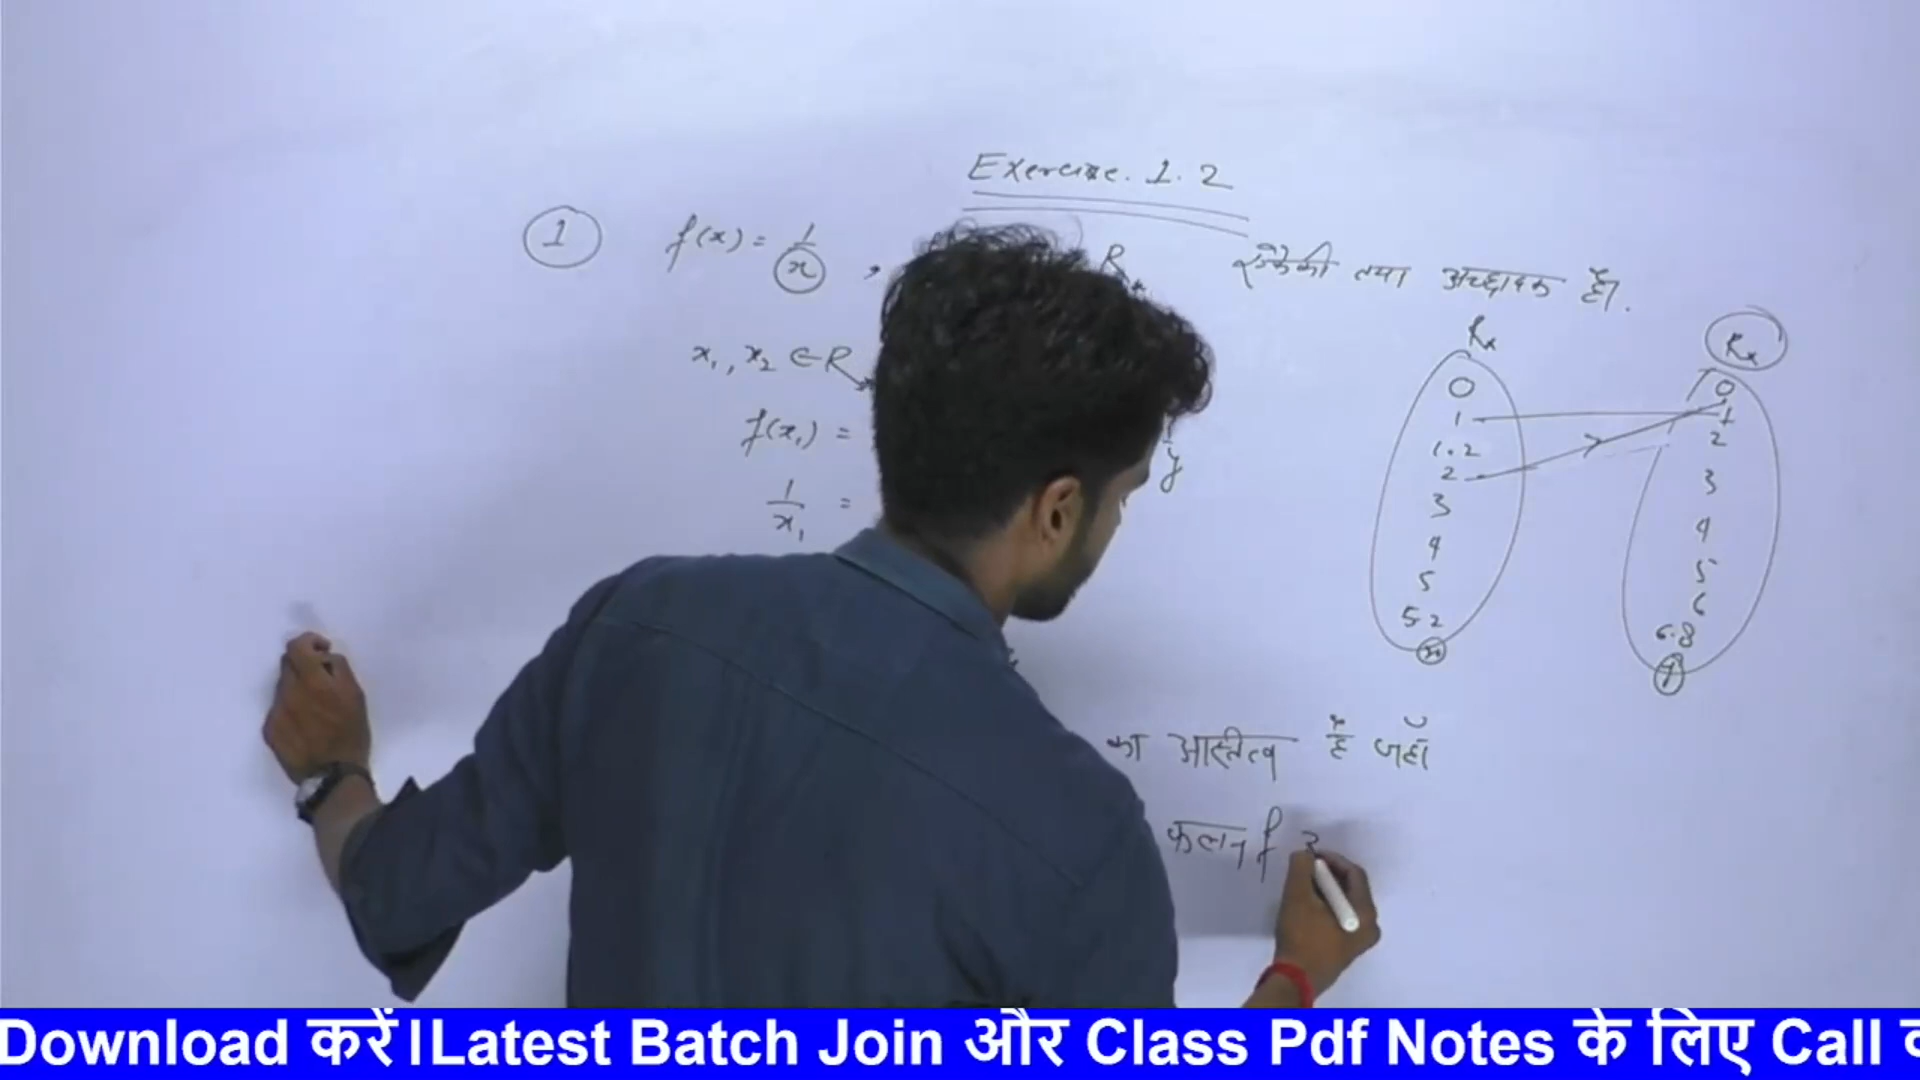 Exercise. 1.2
1 f(x) = 1/x , R* एकैकी तथा आच्छादक है।.
x₁, x₂ ∈ R*
f(x₁) =
y
1/x₁ =
R* R*
0 0
1 1
1.2 2
2 3
3 4
4 5
5 6
5.2 6.8
x y
का अस्तित्व है जहाँ
फलन f
Download करें।Latest Batch Join और Class Pdf Notes के लिए Call